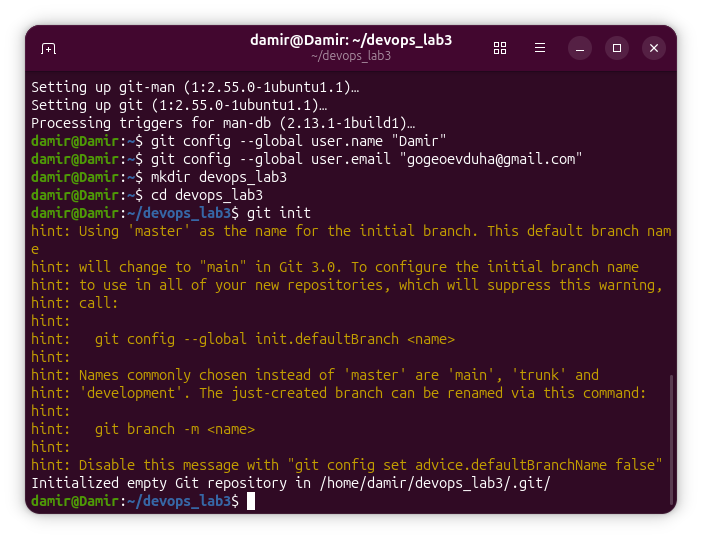 damir@Damir: ~/devops_lab3
~/devops_lab3
Setting up git-man (1:2.55.0-1ubuntu1.1)…
Setting up git (1:2.55.0-1ubuntu1.1)…
Processing triggers for man-db (2.13.1-1build1)…
damir@Damir:~$ git config --global user.name "Damir"
damir@Damir:~$ git config --global user.email "gogeoevduha@gmail.com"
damir@Damir:~$ mkdir devops_lab3
damir@Damir:~$ cd devops_lab3
damir@Damir:~/devops_lab3$ git init
hint: Using 'master' as the name for the initial branch. This default branch nam
e
hint: will change to "main" in Git 3.0. To configure the initial branch name
hint: to use in all of your new repositories, which will suppress this warning,
hint: call:
hint:
hint:   git config --global init.defaultBranch <name>
hint:
hint: Names commonly chosen instead of 'master' are 'main', 'trunk' and
hint: 'development'. The just-created branch can be renamed via this command:
hint:
hint:   git branch -m <name>
hint:
hint: Disable this message with "git config set advice.defaultBranchName false"
Initialized empty Git repository in /home/damir/devops_lab3/.git/
damir@Damir:~/devops_lab3$